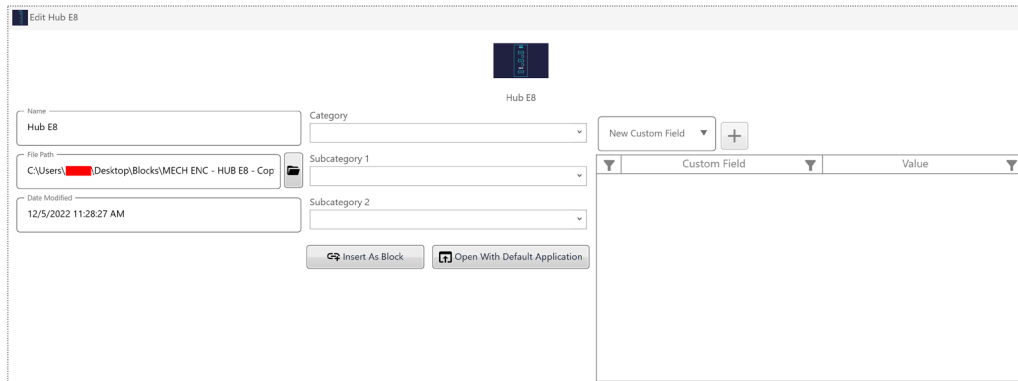 Edit Hub E8
Hub E8
Name
Hub E8
File Path
C:\Users\ \Desktop\Blocks\MECH ENC - HUB E8 - Cop
Date Modified
12/5/2022 11:28:27 AM
Category
Subcategory 1
Subcategory 2
Insert As Block
Open With Default Application
New Custom Field
Custom Field Value